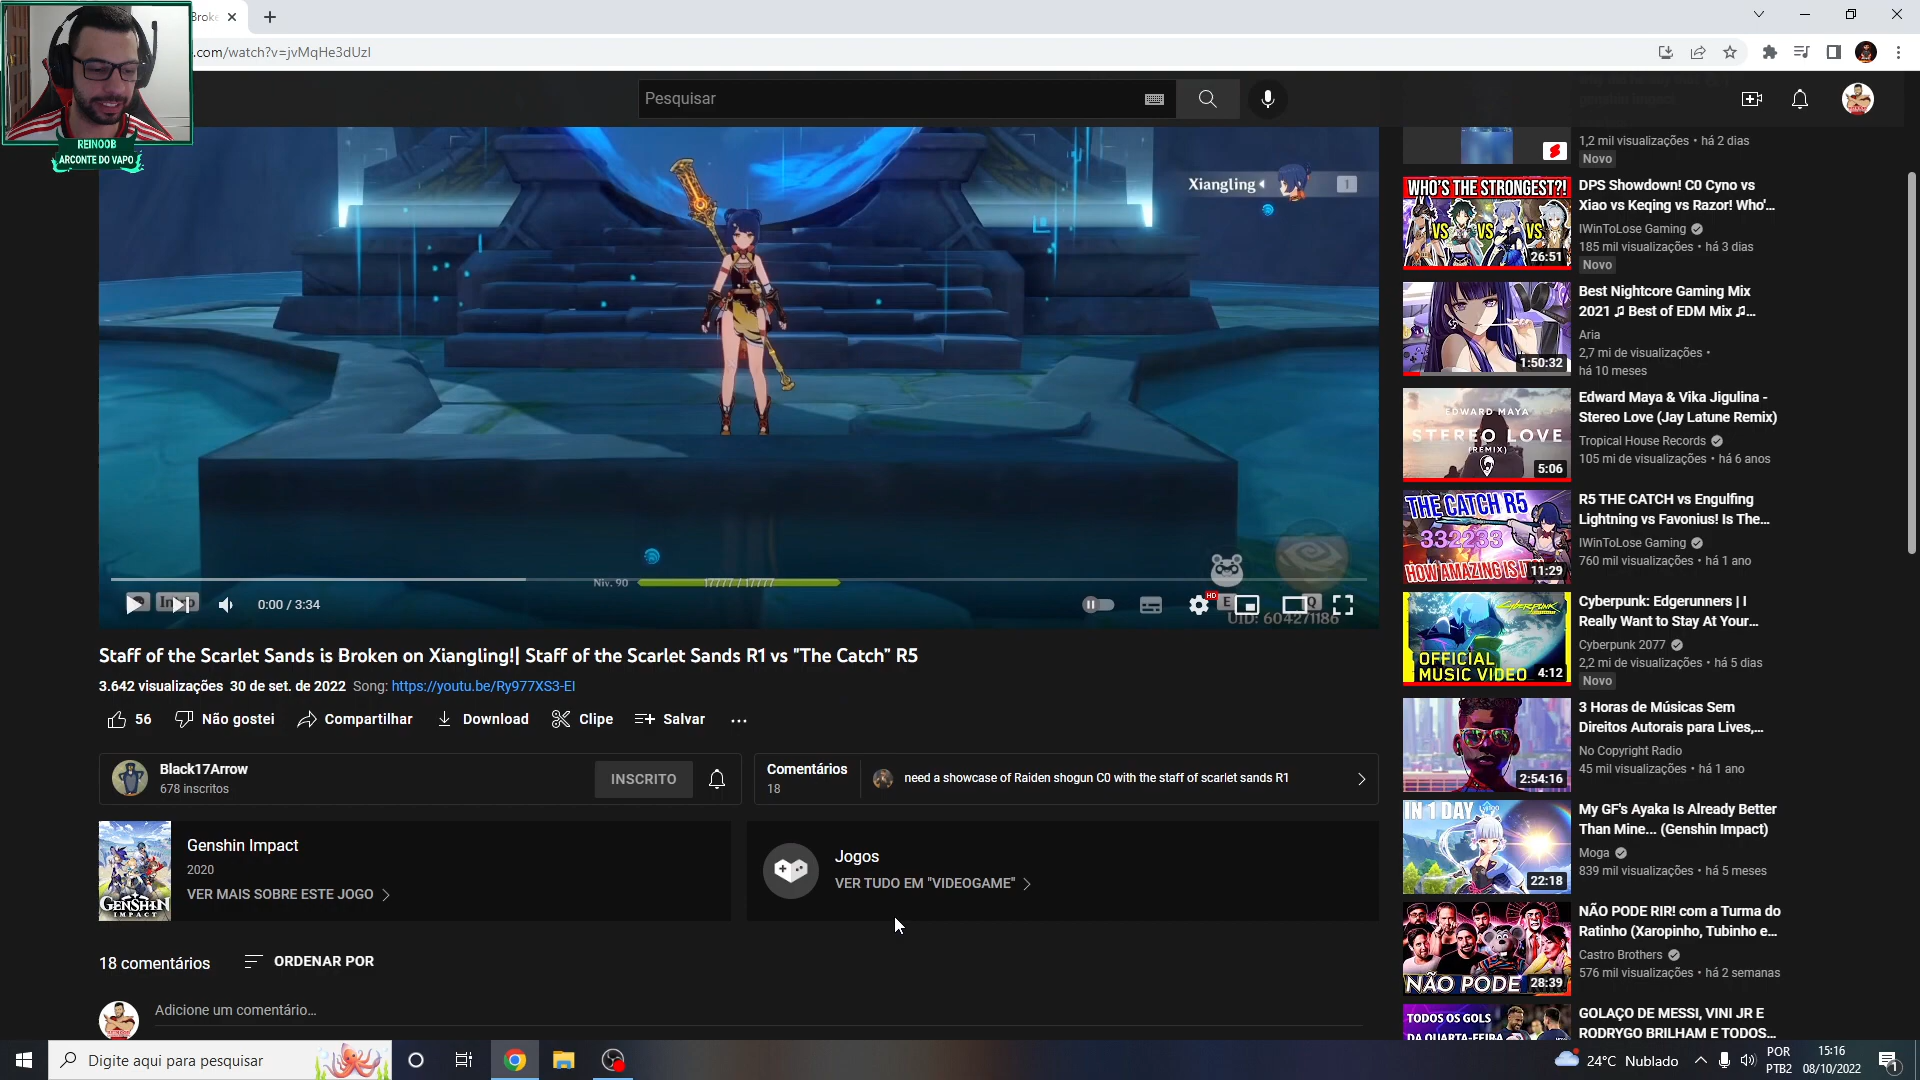 Broke
.com/watch?v=jvMqHe3dUzI
REINOOB
ARCONTE DO VAPO
Pesquisar
Xiangling
1
Nív. 90
17777 / 17777
0:00 / 3:34
HD
E
Q
UID: 604271186
Staff of the Scarlet Sands is Broken on Xiangling!| Staff of the Scarlet Sands R1 vs "The Catch" R5
3.642 visualizações 30 de set. de 2022 Song: https://youtu.be/Ry977XS3-EI
56 Não gostei Compartilhar Download Clipe Salvar ...
Black17Arrow
678 inscritos
INSCRITO
Comentários
18
need a showcase of Raiden shogun C0 with the staff of scarlet sands R1
GENSHIN
IMPACT
Genshin Impact
2020
VER MAIS SOBRE ESTE JOGO
Jogos
VER TUDO EM "VIDEOGAME"
18 comentários
ORDENAR POR
Adicione um comentário...
1,2 mil visualizações • há 2 dias
Novo
WHO'S THE STRONGEST?!
VS VS VS
26:51
DPS Showdown! C0 Cyno vs
Xiao vs Keqing vs Razor! Who'...
IWinToLose Gaming
185 mil visualizações • há 3 dias
Novo
1:50:32
Best Nightcore Gaming Mix
2021 ♫ Best of EDM Mix ♫...
Aria
2,7 mi de visualizações •
há 10 meses
EDWARD MAYA
STEREO LOVE
(REMIX)
5:06
Edward Maya & Vika Jigulina -
Stereo Love (Jay Latune Remix)
Tropical House Records
105 mi de visualizações • há 6 anos
THE CATCH R5
332233
HOW AMAZING IS I
11:29
R5 THE CATCH vs Engulfing
Lightning vs Favonius! Is The...
IWinToLose Gaming
760 mil visualizações • há 1 ano
OFFICIAL
MUSIC VIDEO
4:12
Cyberpunk: Edgerunners | I
Really Want to Stay At Your...
Cyberpunk 2077
2,2 mi de visualizações • há 5 dias
Novo
2:54:16
3 Horas de Músicas Sem
Direitos Autorais para Lives,...
No Copyright Radio
45 mil visualizações • há 1 ano
IN 1 DAY
22:18
My GF's Ayaka Is Already Better
Than Mine... (Genshin Impact)
Moga
839 mil visualizações • há 5 meses
NÃO PODE
28:39
NÃO PODE RIR! com a Turma do
Ratinho (Xaropinho, Tubinho e...
Castro Brothers
576 mil visualizações • há 2 semanas
TODOS OS GOLS
DA QUARTA-FEIRA
GOLAÇO DE MESSI, VINI JR E
RODRYGO BRILHAM E TODOS...
Digite aqui para pesquisar
24°C Nublado
POR
PTB2
15:16
08/10/2022
1